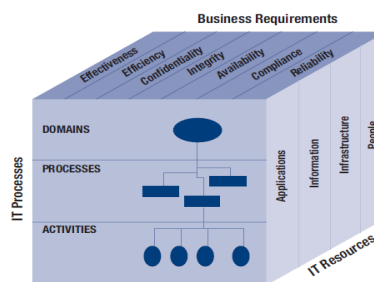 Business Requirements
Effectiveness
Efficiency
Confidentiality
Integrity
Availability
Compliance
Reliability
IT Processes
DOMAINS
PROCESSES
ACTIVITIES
Applications
Information
Infrastructure
People
IT Resources